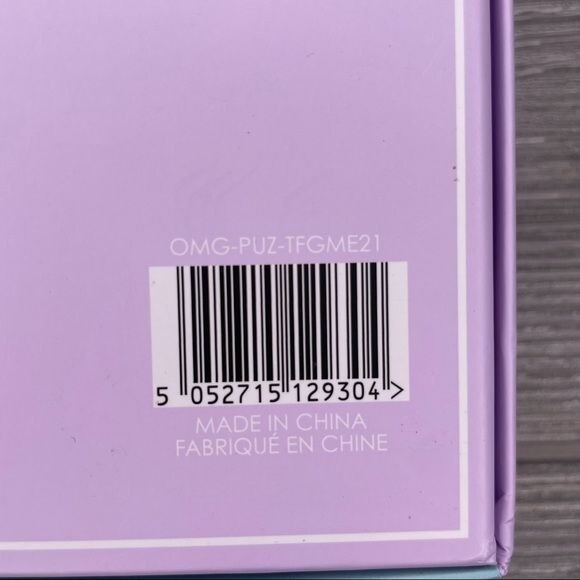 OMG-PUZ-TFGME21
5 052715 129304>
MADE IN CHINA
FABRIQUÉ EN CHINE